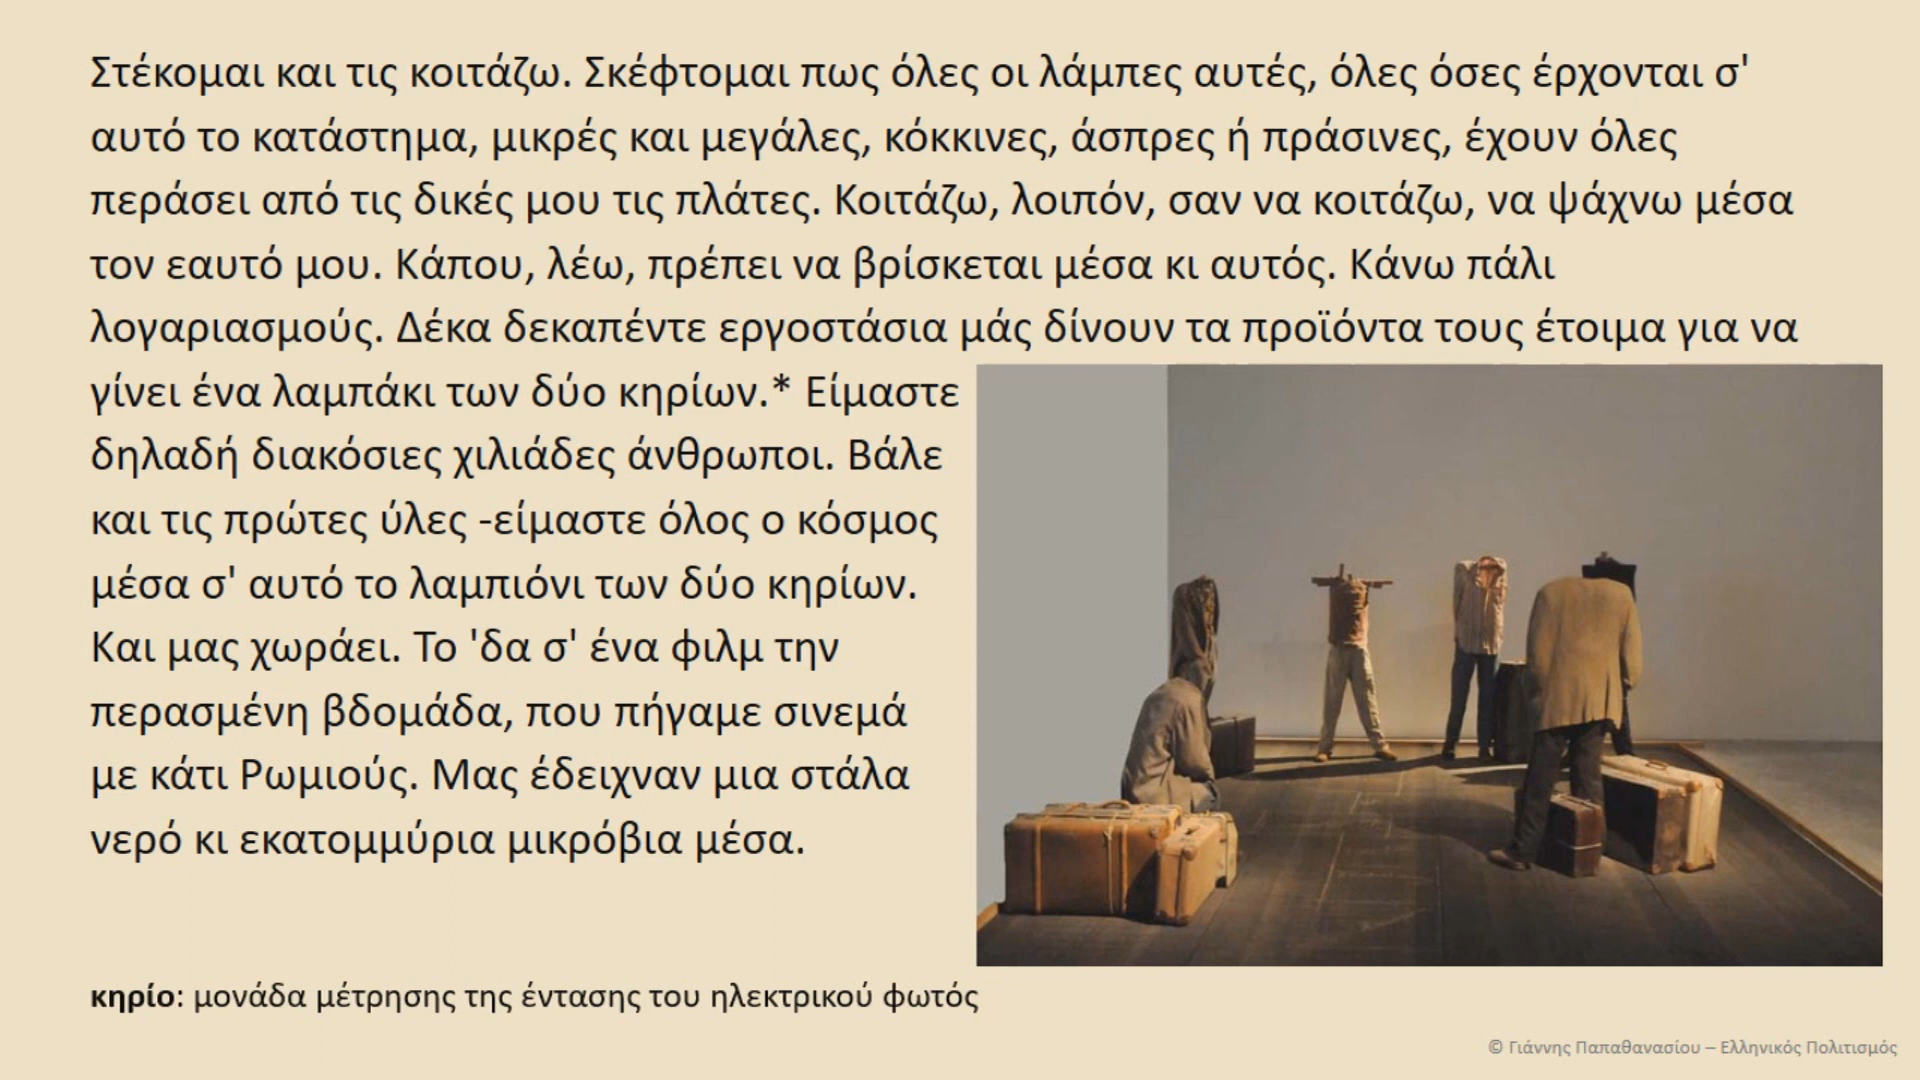 Στέκομαι και τις κοιτάζω. Σκέφτομαι πως όλες οι λάμπες αυτές, όλες όσες έρχονται σ'
αυτό το κατάστημα, μικρές και μεγάλες, κόκκινες, άσπρες ή πράσινες, έχουν όλες
περάσει από τις δικές μου τις πλάτες. Κοιτάζω, λοιπόν, σαν να κοιτάζω, να ψάχνω μέσα
τον εαυτό μου. Κάπου, λέω, πρέπει να βρίσκεται μέσα κι αυτός. Κάνω πάλι
λογαριασμούς. Δέκα δεκαπέντε εργοστάσια μάς δίνουν τα προϊόντα τους έτοιμα για να
γίνει ένα λαμπάκι των δύο κηρίων.* Είμαστε
δηλαδή διακόσιες χιλιάδες άνθρωποι. Βάλε
και τις πρώτες ύλες -είμαστε όλος ο κόσμος
μέσα σ' αυτό το λαμπιόνι των δύο κηρίων.
Και μας χωράει. Το 'δα σ' ένα φιλμ την
περασμένη βδομάδα, που πήγαμε σινεμά
με κάτι Ρωμιούς. Μας έδειχναν μια στάλα
νερό κι εκατομμύρια μικρόβια μέσα.
κηρίο: μονάδα μέτρησης της έντασης του ηλεκτρικού φωτός
© Γιάννης Παπαθανασίου – Ελληνικός Πολιτισμός